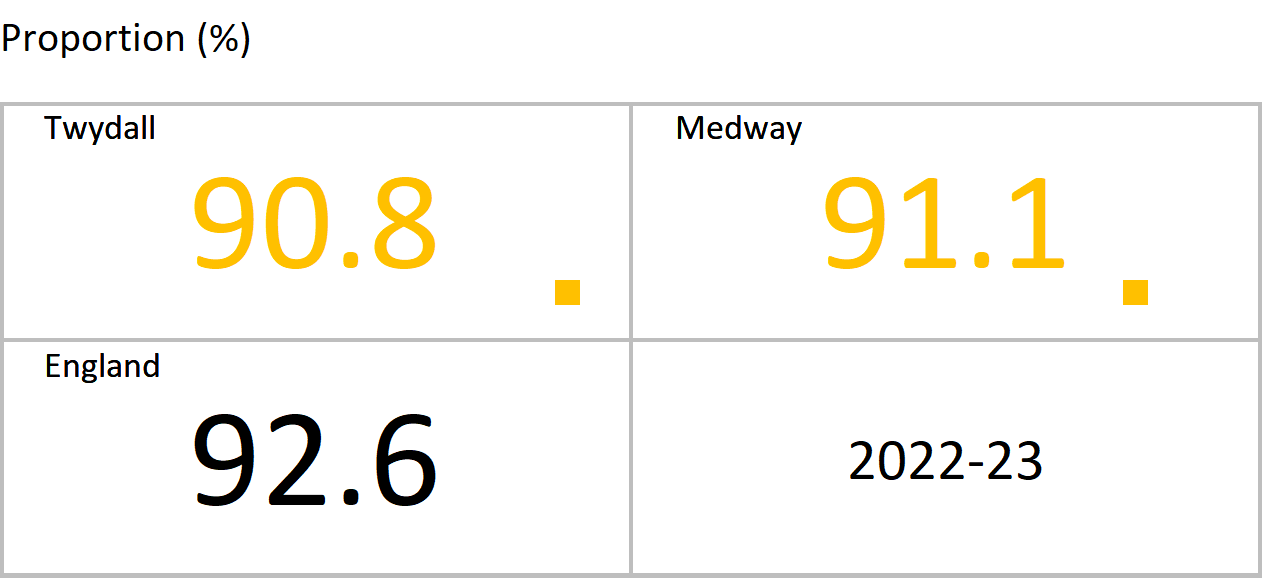 Proportion (%)
Twydall
90.8
Medway
91.1
England
92.6
2022-23